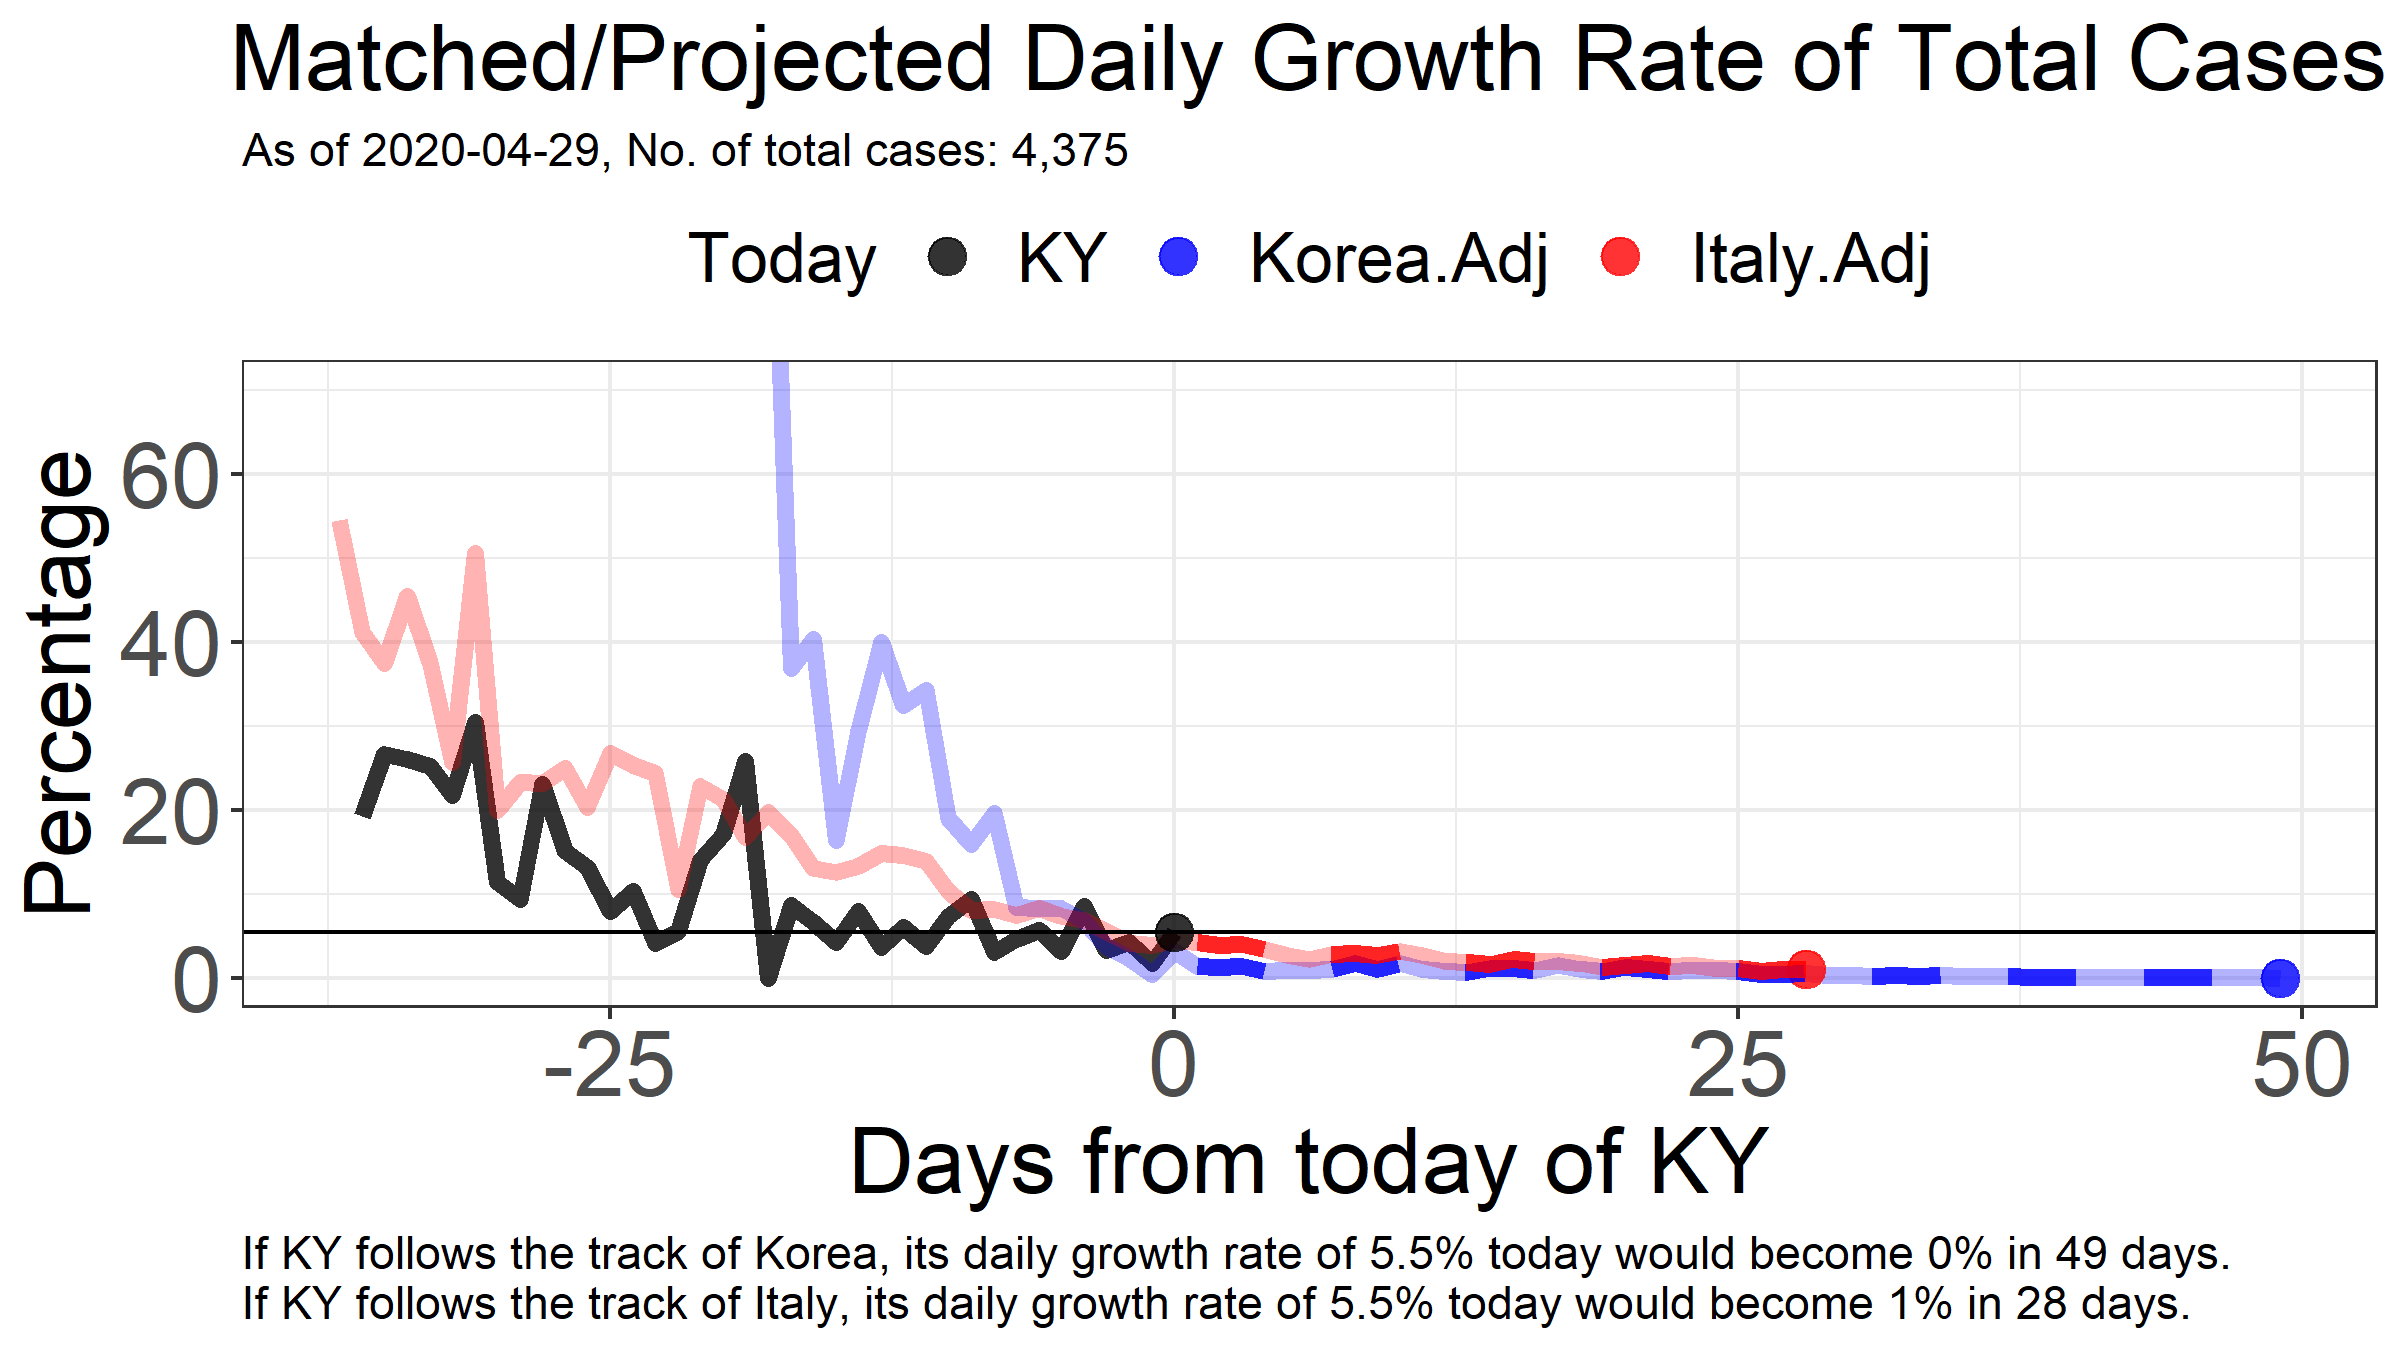 Matched/Projected Daily Growth Rate of Total Cases
As of 2020-04-29, No. of total cases: 4,375
Today KY Korea.Adj Italy.Adj
Percentage
60
40
20
0
-25 0 25 50
Days from today of KY
If KY follows the track of Korea, its daily growth rate of 5.5% today would become 0% in 49 days.
If KY follows the track of Italy, its daily growth rate of 5.5% today would become 1% in 28 days.